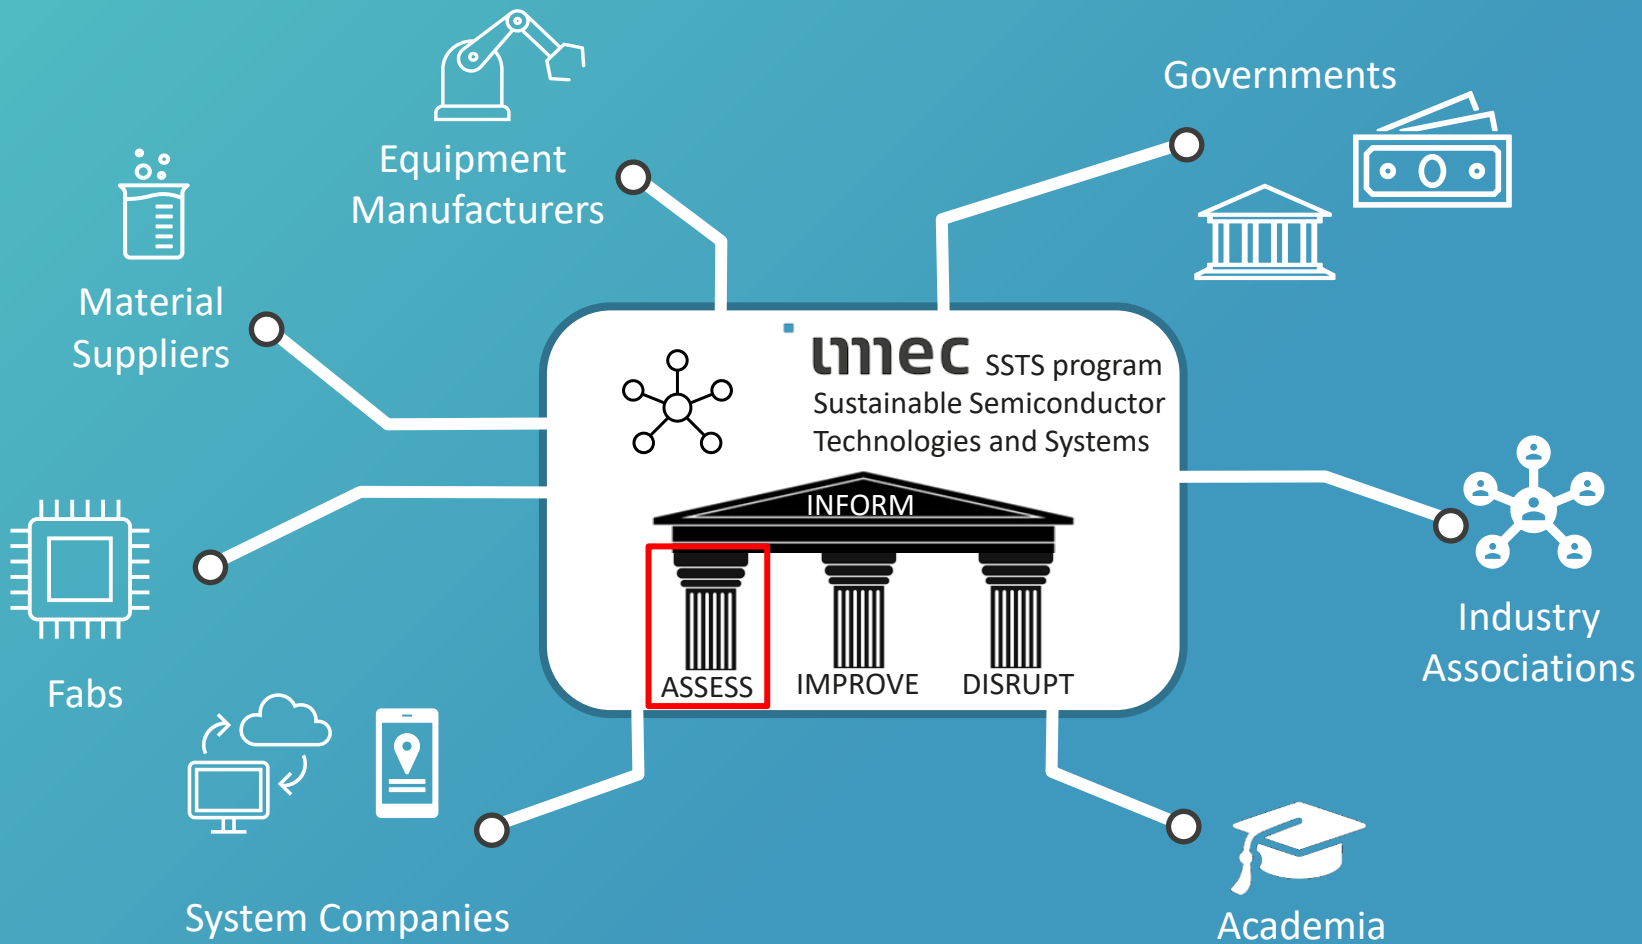 Equipment
Manufacturers
Governments
Material
Suppliers
imec SSTS program
Sustainable Semiconductor
Technologies and Systems
INFORM
ASSESS
IMPROVE
DISRUPT
Fabs
Industry
Associations
System Companies
Academia